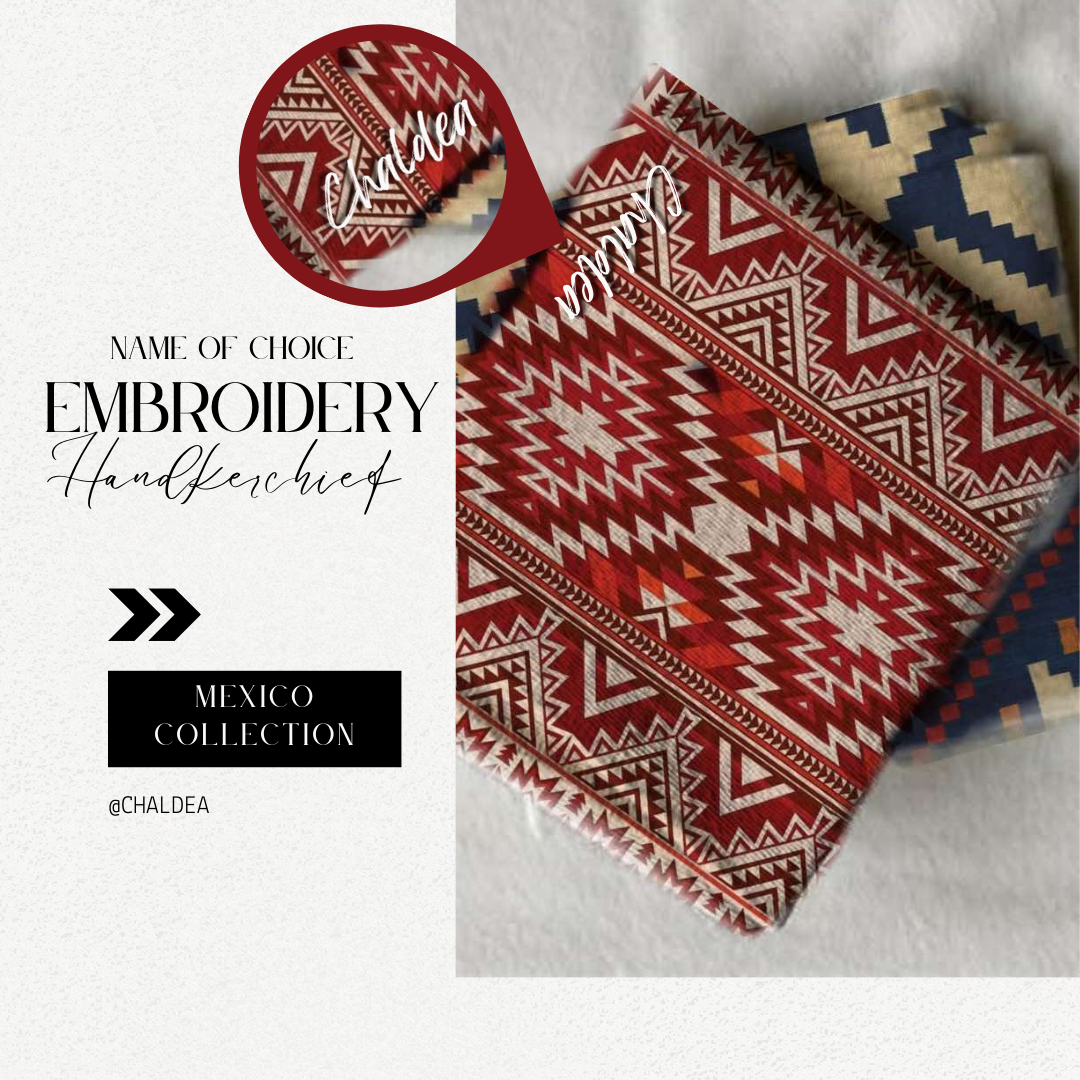 Chaldea
Chaldea
NAME OF CHOICE
EMBROIDERY
Handkerchief
MEXICO
COLLECTION
@CHALDEA